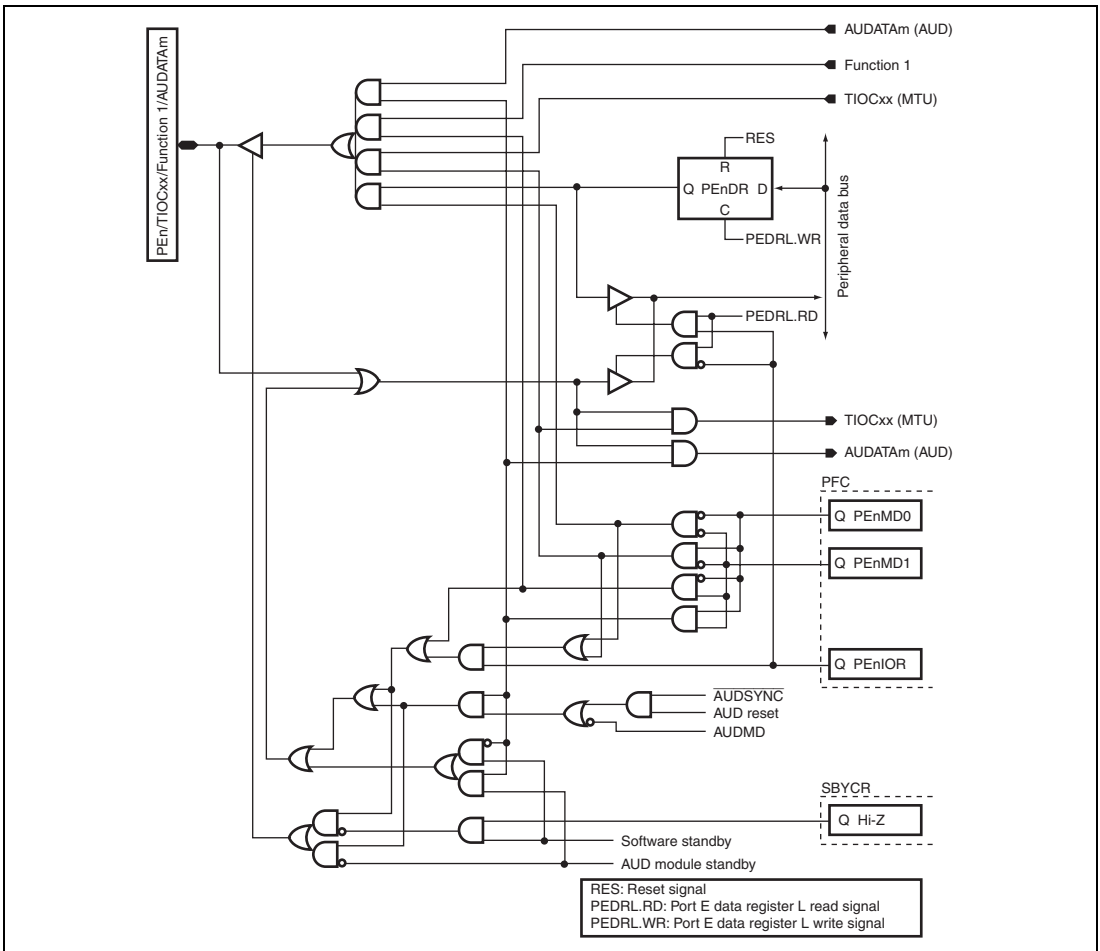 PEn/TIOCxx/Function 1/AUDATAm
AUDATAm (AUD)
Function 1
TIOCxx (MTU)
RES
R
Q PEnDR D
C
PEDRL.WR
Peripheral data bus
PEDRL.RD
TIOCxx (MTU)
AUDATAm (AUD)
PFC
Q PEnMD0
Q PEnMD1
Q PEnIOR
AUDSYNC
AUD reset
AUDMD
SBYCR
Q Hi-Z
Software standby
AUD module standby
RES: Reset signal
PEDRL.RD: Port E data register L read signal
PEDRL.WR: Port E data register L write signal